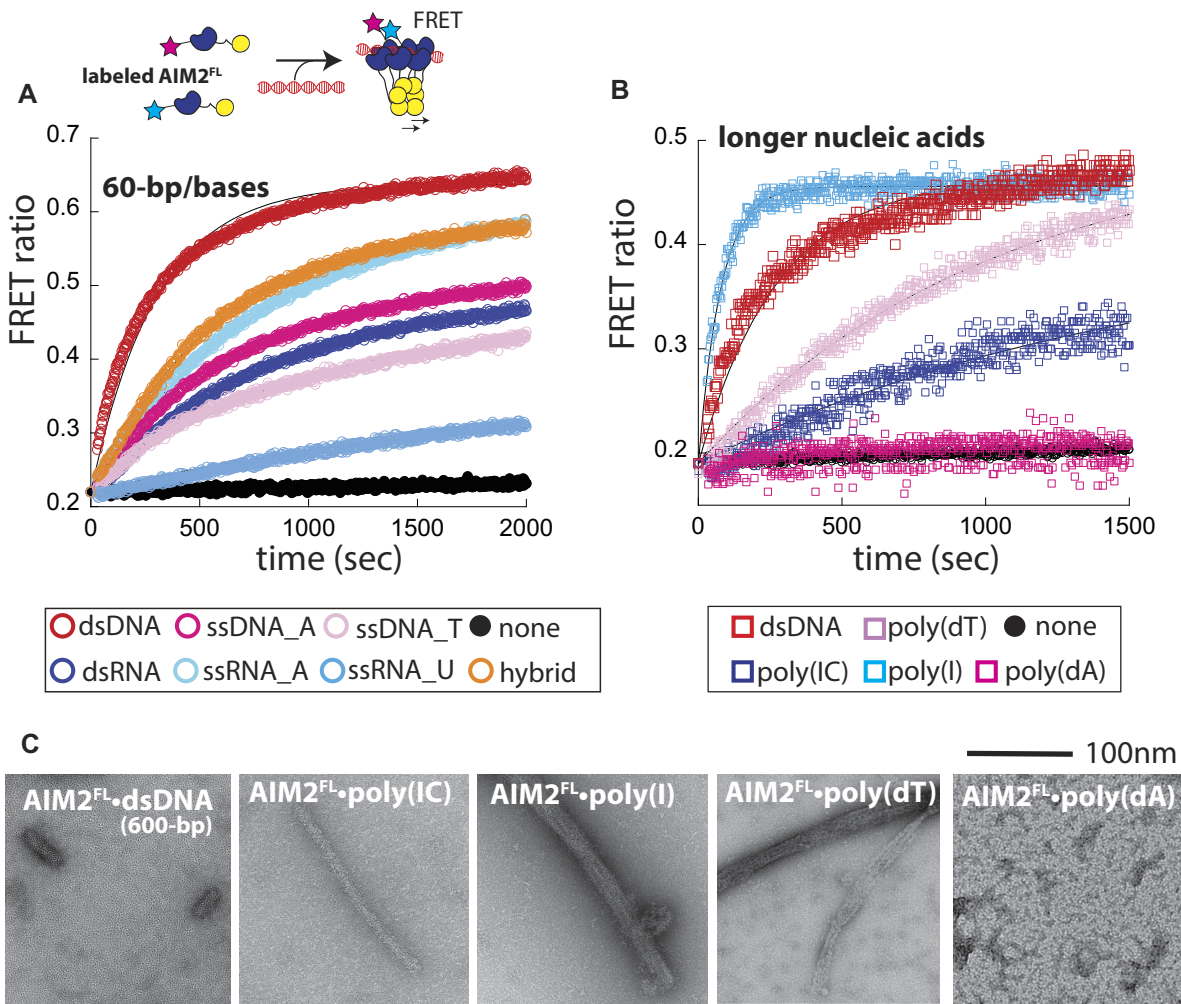 FRET
labeled AIM2FL
A
60-bp/bases
FRET ratio
0.7
0.6
0.5
0.4
0.3
0.2
0 500 1000 1500 2000
time (sec)
dsDNA ssDNA_A ssDNA_T none
dsRNA ssRNA_A ssRNA_U hybrid
B
longer nucleic acids
FRET ratio
0.5
0.4
0.3
0.2
0 500 1000 1500
time (sec)
dsDNA poly(dT) none
poly(IC) poly(I) poly(dA)
C
100nm
AIM2FL•dsDNA
(600-bp)
AIM2FL•poly(IC)
AIM2FL•poly(I)
AIM2FL•poly(dT)
AIM2FL•poly(dA)